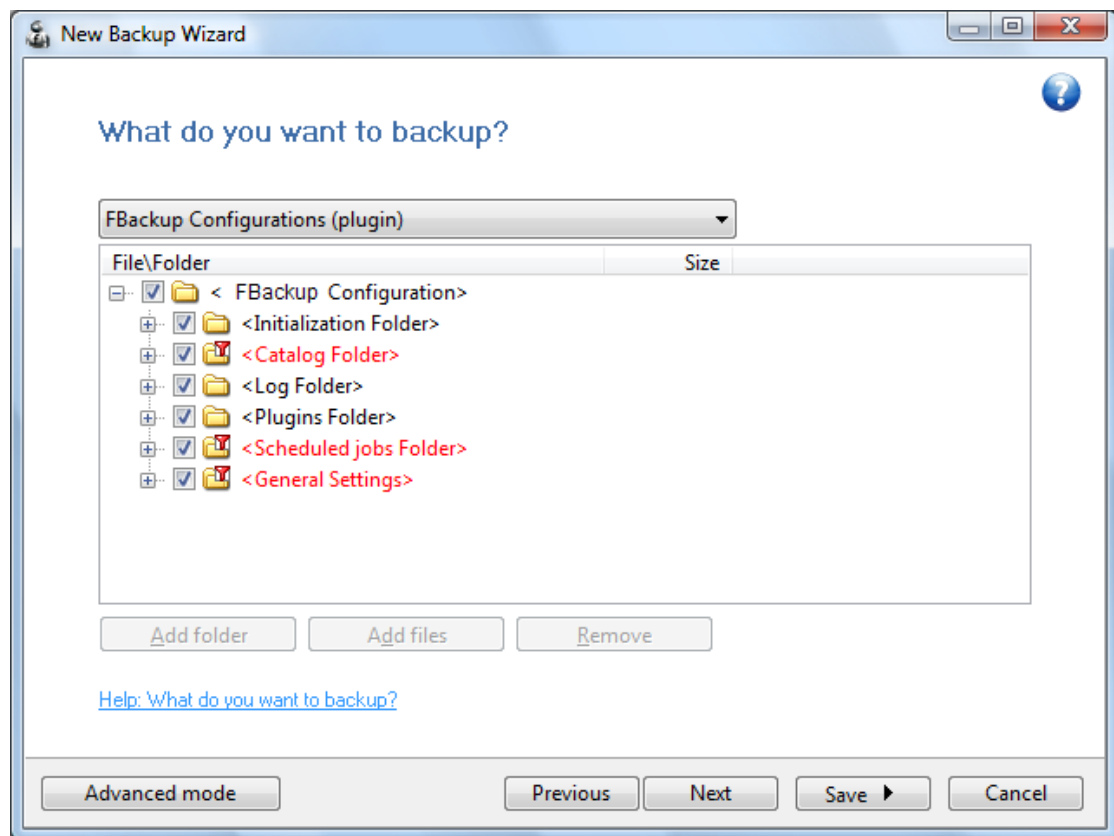 New Backup Wizard
What do you want to backup?
FBackup Configurations (plugin)
File\Folder Size
< FBackup Configuration>
<Initialization Folder>
<Catalog Folder>
<Log Folder>
<Plugins Folder>
<Scheduled jobs Folder>
<General Settings>
Add folder Add files Remove
Help: What do you want to backup?
Advanced mode Previous Next Save Cancel